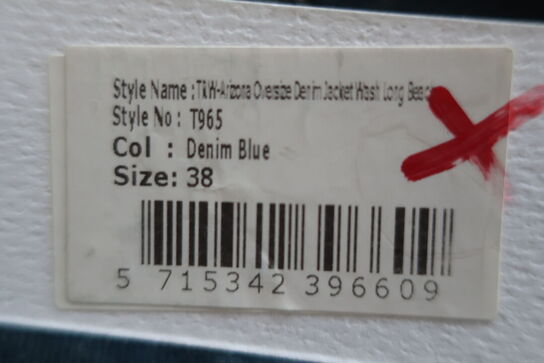 Style Name : TKW-Arizona Oversize Denim Jacket Wash Long Beach
Style No : T965
Col : Denim Blue
Size: 38
5 715342 396609